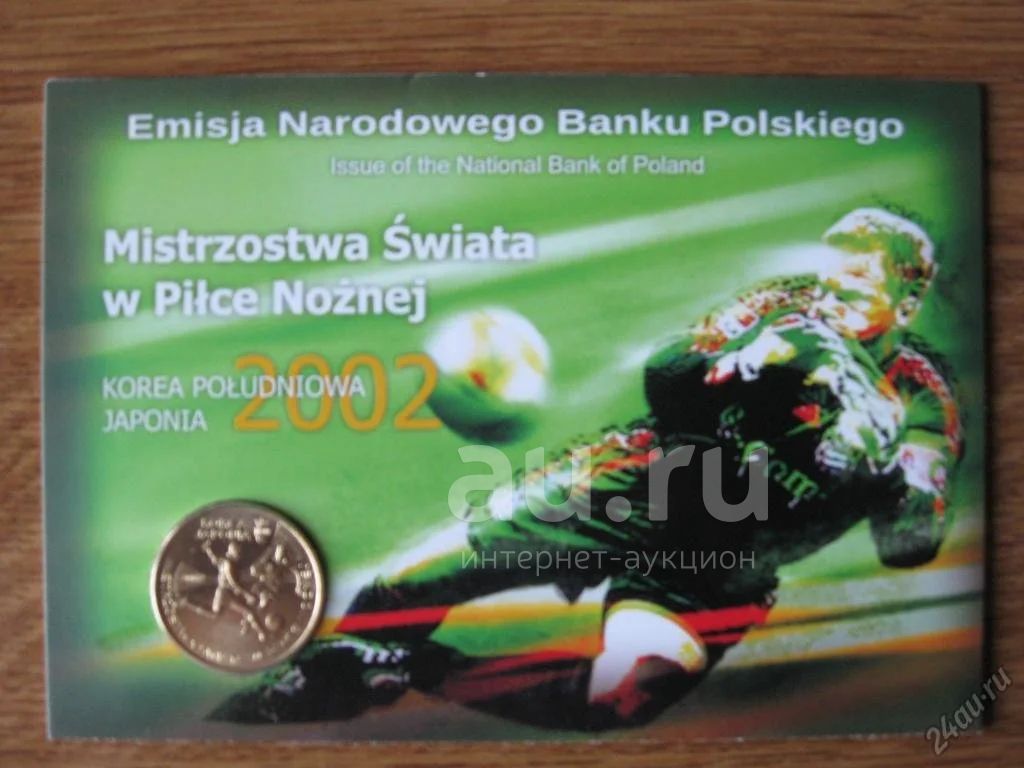 Emisja Narodowego Banku Polskiego
Issue of the National Bank of Poland
Mistrzostwa Świata
w Piłce Nożnej
2002
KOREA POŁUDNIOWA
JAPONIA
au.ru
интернет-аукцион
24au.ru